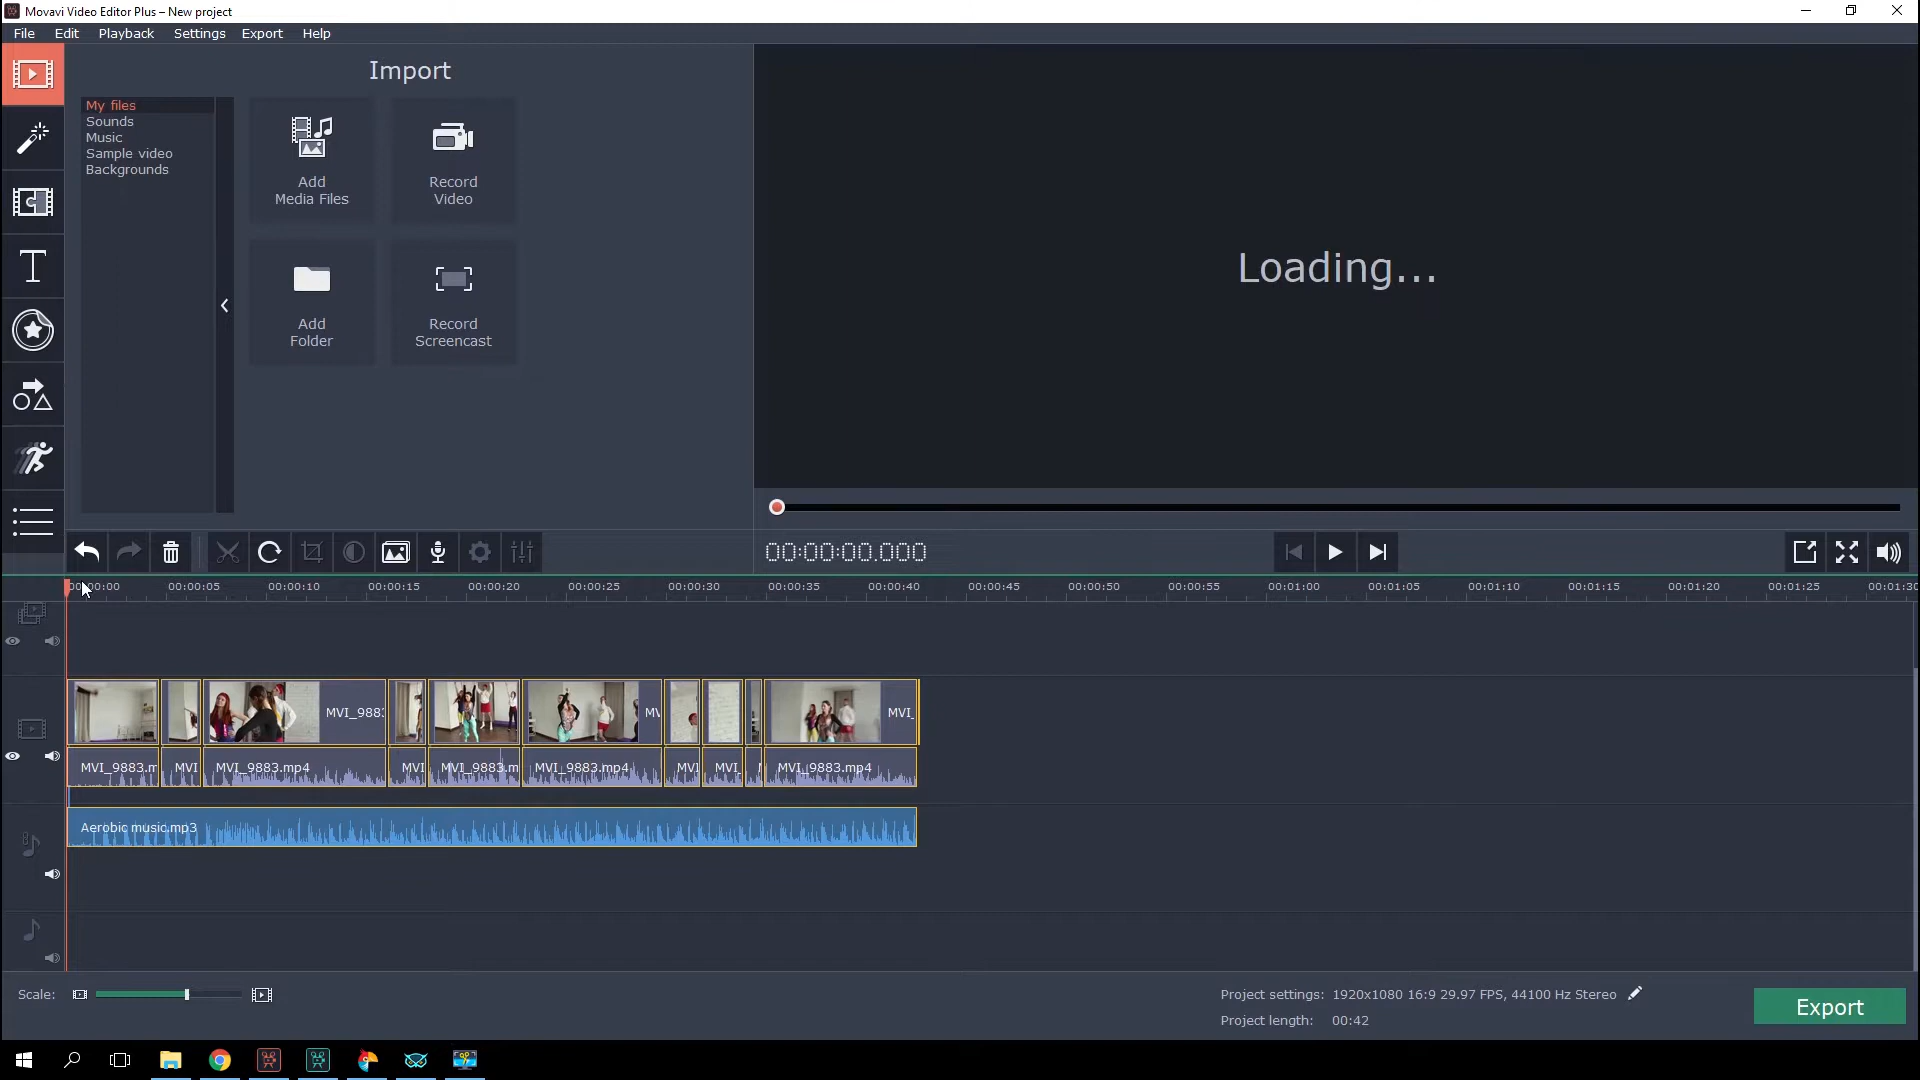 Movavi Video Editor Plus – New project
File Edit Playback Settings Export Help
Import
My files
Sounds
Music
Sample video
Backgrounds
Add
Media Files
Record
Video
Add
Folder
Record
Screencast
Loading...
T
00:00:00.000
00:00:05 00:00:10 00:00:15 00:00:20 00:00:25 00:00:30 00:00:35 00:00:40 00:00:45 00:00:50 00:00:55 00:01:00 00:01:05 00:01:10 00:01:15 00:01:20 00:01:25 00:01:30
MVI_988 MV MVI_
MVI_9883.m MVI MVI_9883.mp4 MVI MVI_9883.m MVI_9883.mp4 MVI MVI_ MVI_9883.mp4
Aerobic music.mp3
Scale:
Project settings: 1920x1080 16:9 29.97 FPS, 44100 Hz Stereo
Project length: 00:42
Export